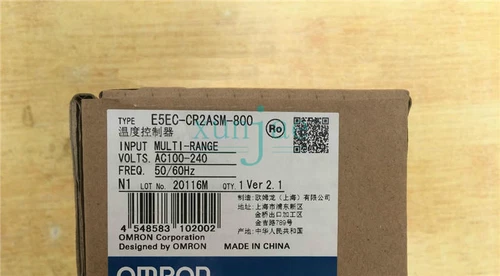 TYPE E5EC-CR2ASM-800
温度控制器
Ro
INPUT MULTI-RANGE
VOLTS. AC100-240
FREQ. 50/60Hz
N1 LOT No. 20116M QTY. 1 Ver 2.1
4 548583 102002
制造：欧姆龙（上海）有限公司
上海市浦东新区
金桥出口加工区
金吉路789号
产地：中华人民共和国
OMRON Corporation
Designed by OMRON MADE IN CHINA
OMRON
xunjie